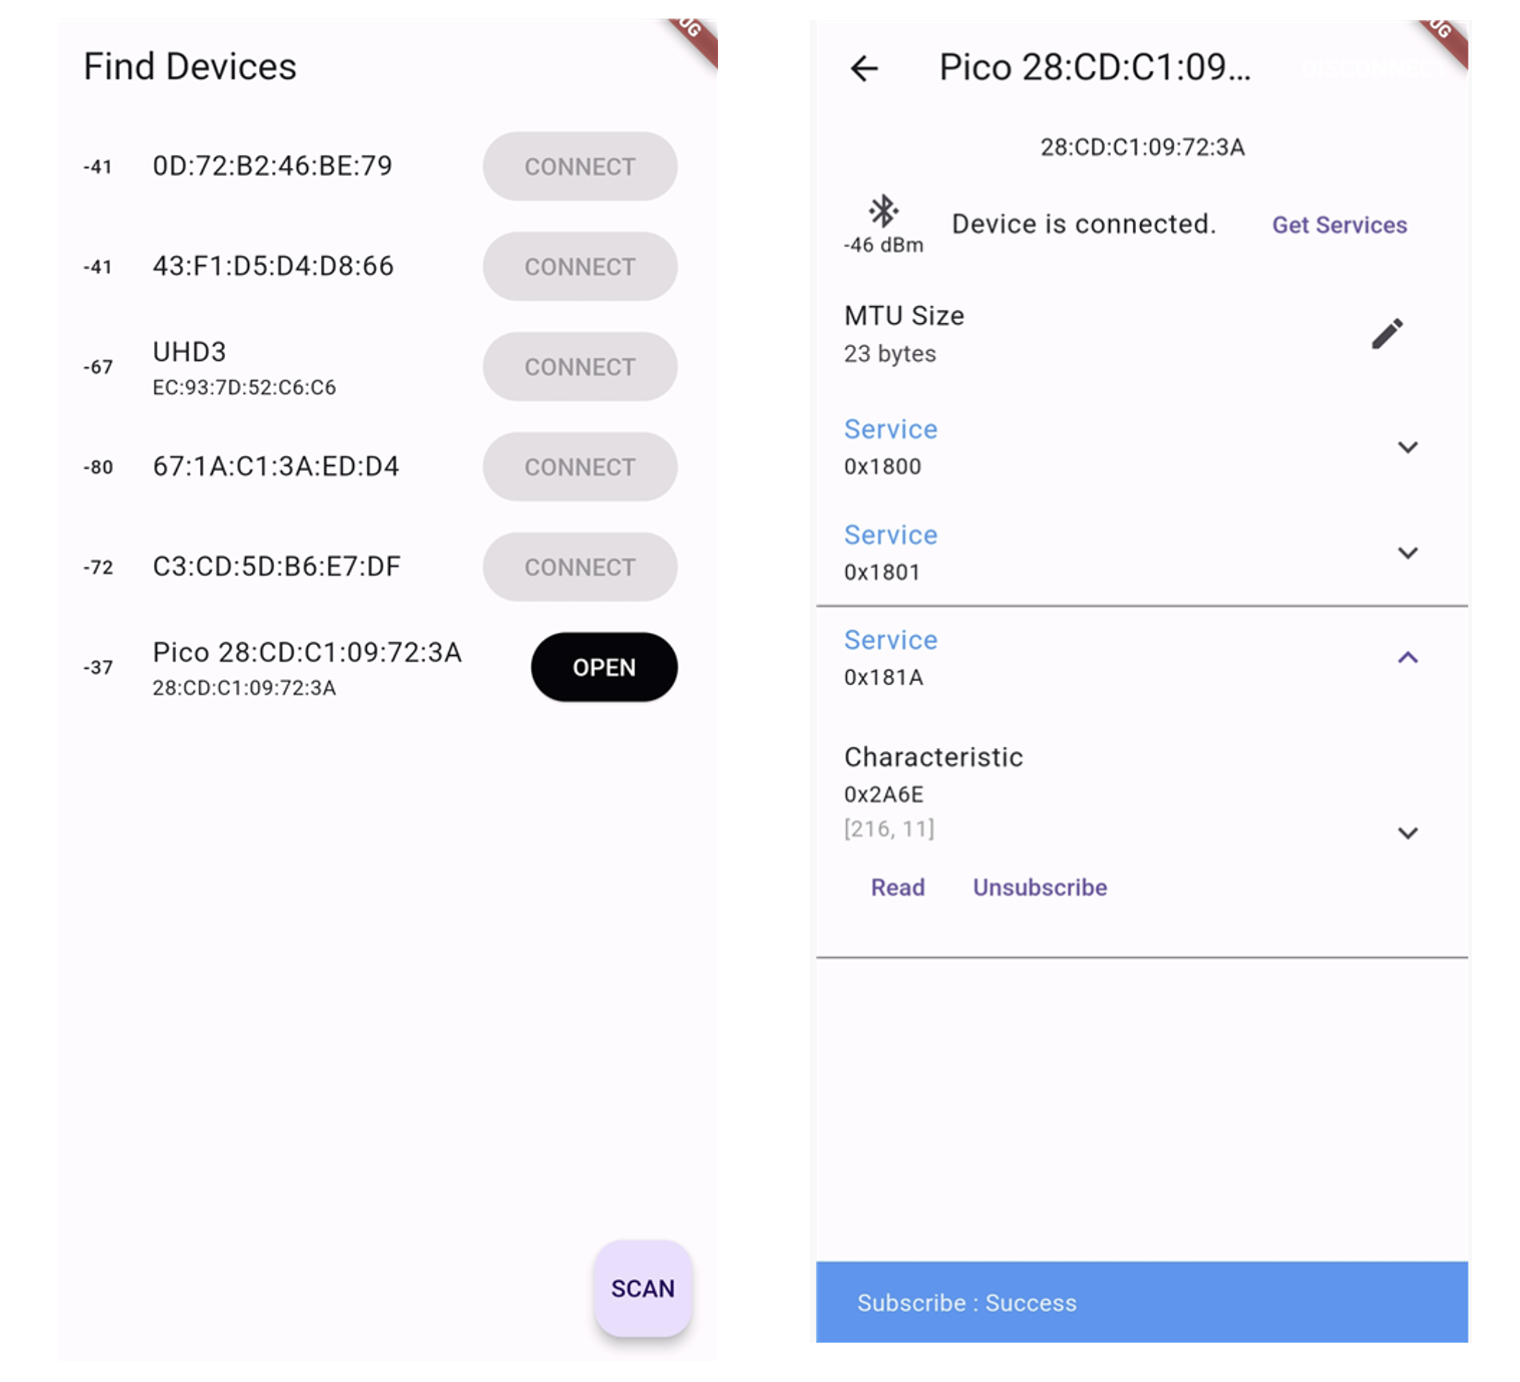 Find Devices
-41 0D:72:B2:46:BE:79 CONNECT
-41 43:F1:D5:D4:D8:66 CONNECT
UHD3
-67 EC:93:7D:52:C6:C6 CONNECT
-80 67:1A:C1:3A:ED:D4 CONNECT
-72 C3:CD:5D:B6:E7:DF CONNECT
Pico 28:CD:C1:09:72:3A
-37 28:CD:C1:09:72:3A OPEN
SCAN
UG
Pico 28:CD:C1:09... DISCONNECT
28:CD:C1:09:72:3A
Device is connected. Get Services
-46 dBm
MTU Size
23 bytes
Service
0x1800
Service
0x1801
Service
0x181A
Characteristic
0x2A6E
[216, 11]
Read Unsubscribe
Subscribe : Success
UG